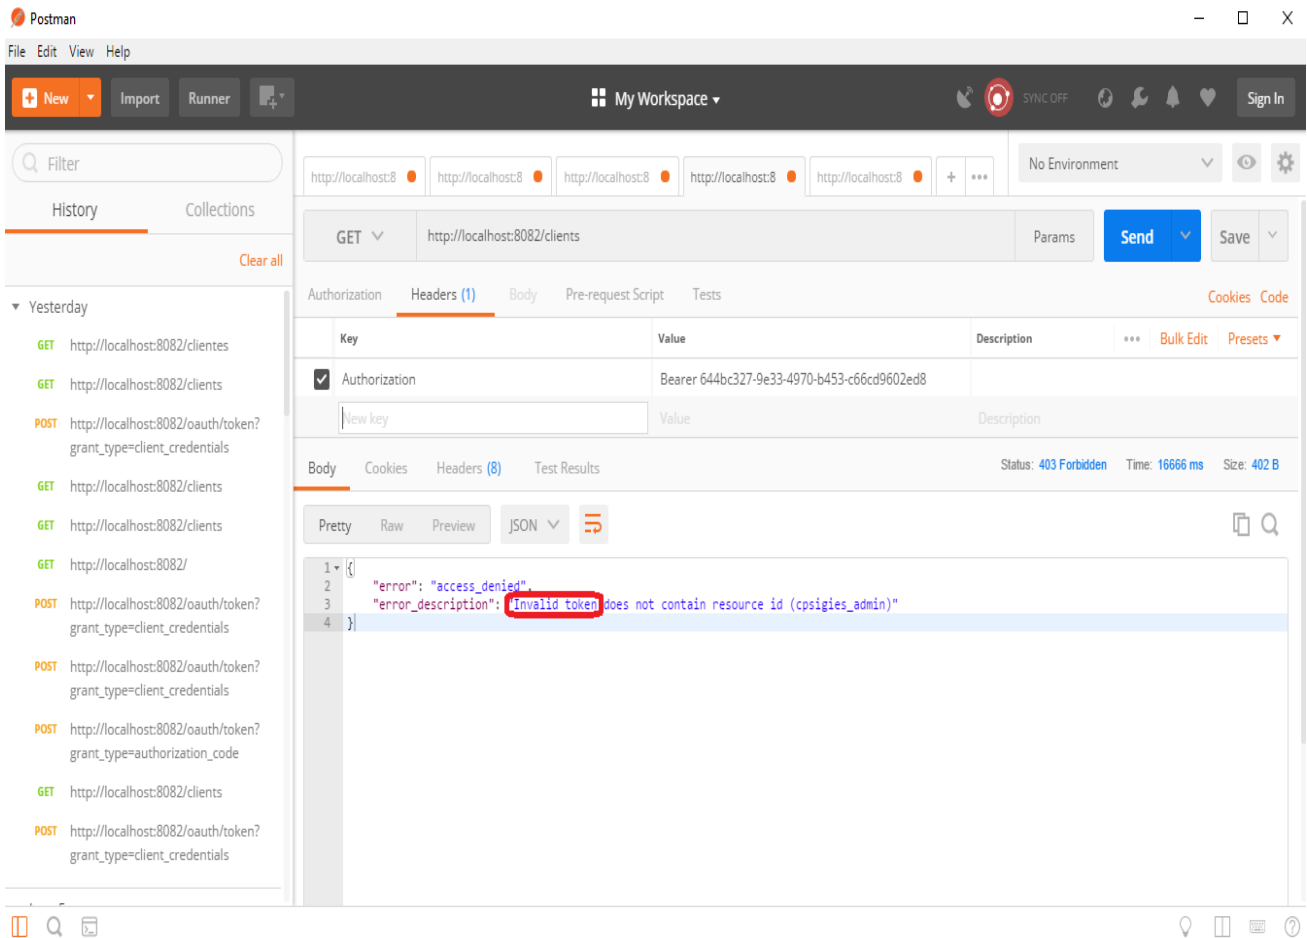 Postman
File Edit View Help
New Import Runner My Workspace SYNC OFF Sign In
Filter
History Collections
Clear all
Yesterday
GET http://localhost:8082/clientes
GET http://localhost:8082/clients
POST http://localhost:8082/oauth/token?
grant_type=client_credentials
GET http://localhost:8082/clients
GET http://localhost:8082/clients
GET http://localhost:8082/
POST http://localhost:8082/oauth/token?
grant_type=client_credentials
POST http://localhost:8082/oauth/token?
grant_type=client_credentials
POST http://localhost:8082/oauth/token?
grant_type=authorization_code
GET http://localhost:8082/clients
POST http://localhost:8082/oauth/token?
grant_type=client_credentials
http://localhost:8 http://localhost:8 http://localhost:8 http://localhost:8 http://localhost:8 + •••
No Environment
GET http://localhost:8082/clients Params Send Save
Authorization Headers (1) Body Pre-request Script Tests Cookies Code
Key Value Description ••• Bulk Edit Presets
Authorization Bearer 644bc327-9e33-4970-b453-c66cd9602ed8
New key Value Description
Body Cookies Headers (8) Test Results Status: 403 Forbidden Time: 16666 ms Size: 402 B
Pretty Raw Preview JSON
1 {
2 "error": "access_denied",
3 "error_description": "Invalid token does not contain resource id (cpsigies_admin)"
4 }